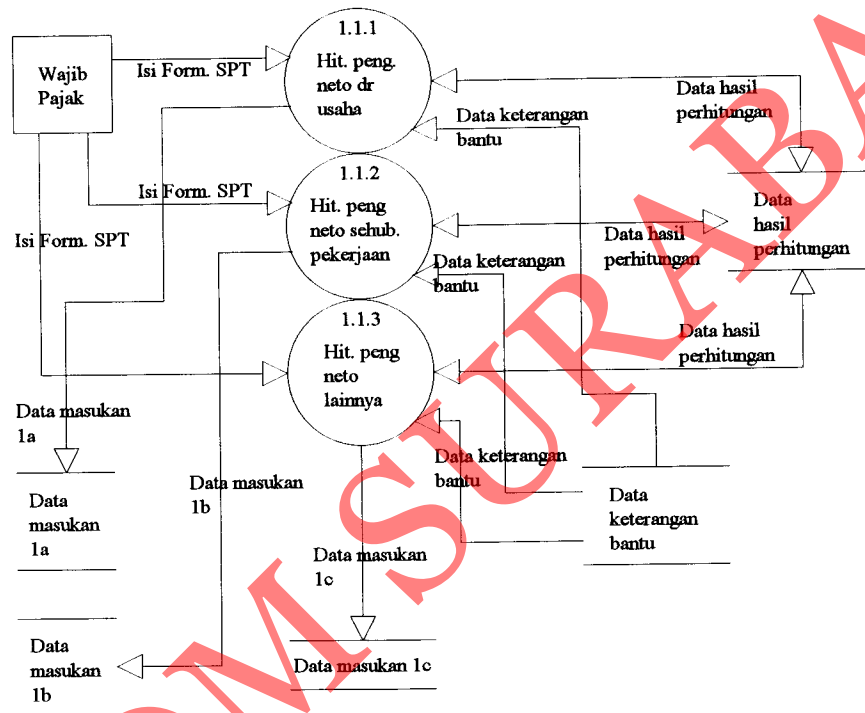 Wajib
Pajak
Isi Form. SPT
1.1.1
Hit. peng.
neto dr
usaha
Data hasil
perhitungan
Data keterangan
bantu
Isi Form. SPT
1.1.2
Hit. peng
neto sehub.
pekerjaan
Data
hasil
perhitungan
Data hasil
perhitungan
Isi Form. SPT
Data keterangan
bantu
1.1.3
Hit. peng
neto
lainnya
Data hasil
perhitungan
Data masukan
1a
Data keterangan
bantu
Data masukan
1b
Data
masukan
1a
Data
keterangan
bantu
Data masukan
1c
Data
masukan
1b
Data masukan 1c
OM SURABA